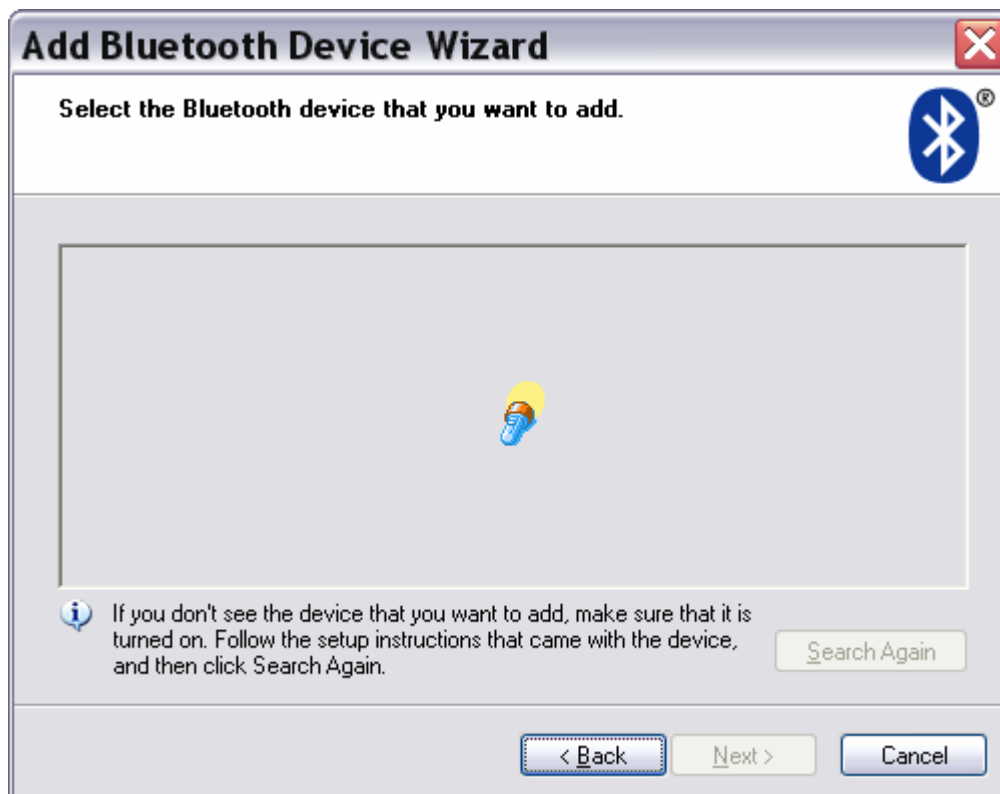 Add Bluetooth Device Wizard
Select the Bluetooth device that you want to add.
®
If you don't see the device that you want to add, make sure that it is
turned on. Follow the setup instructions that came with the device,
and then click Search Again.
Search Again
< Back
Next >
Cancel